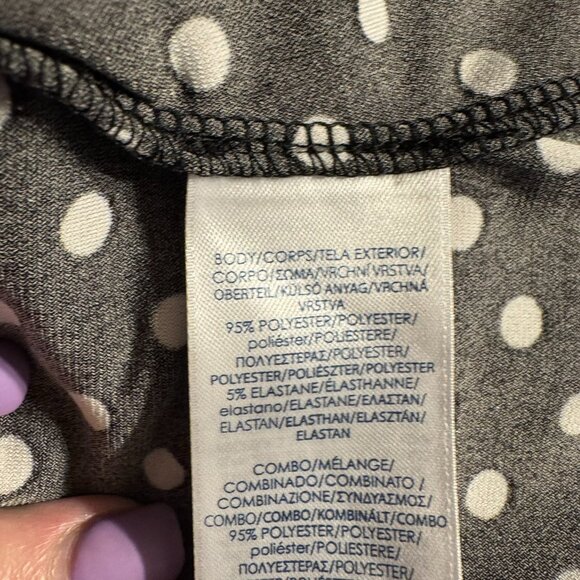 BODY/CORPS/TELA EXTERIOR/
CORPO/ΣΩΜΑ/VRCHNÍ VRSTVA/
OBERTEIL/KÜLSŐ ANYAG/VRCHNÁ
VRSTVA
95% POLYESTER/POLYESTER/
poliéster/POLIESTERE/
ΠΟΛΥΕΣΤΕΡΑΣ/POLYESTER/
POLYESTER/POLIÉSZTER/POLYESTER
5% ELASTANE/ÉLASTHANNE/
elastano/ELASTANE/ΕΛΑΣΤΑΝ/
ELASTAN/ELASTHAN/ELASZTÁN/
ELASTAN
COMBO/MÉLANGE/
COMBINADO/COMBINATO/
COMBINAZIONE/ΣΥΝΔΥΑΣΜΟΣ/
COMBO/COMBO/KOMBINÁLT/COMBO
95% POLYESTER/POLYESTER/
poliéster/POLIESTERE/
ΠΟΛΥΕΣΤΕΡΑΣ/POLYESTER/